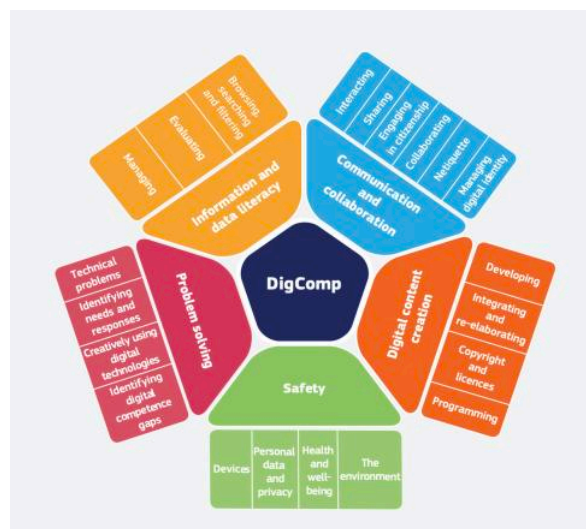 DigComp
Information and
data literacy
Browsing,
searching
and filtering
Evaluating
Managing
Communication
and
collaboration
Interacting
Sharing
Engaging
in citizenship
Collaborating
Netiquette
Managing
digital identity
Digital content
creation
Developing
Integrating
and
re-elaborating
Copyright
and
licences
Programming
Safety
Devices
Personal
data
and
privacy
Health
and
well-
being
The
environment
Problem solving
Technical
problems
Identifying
needs and
responses
Creatively using
digital
technologies
Identifying
digital
competence
gaps